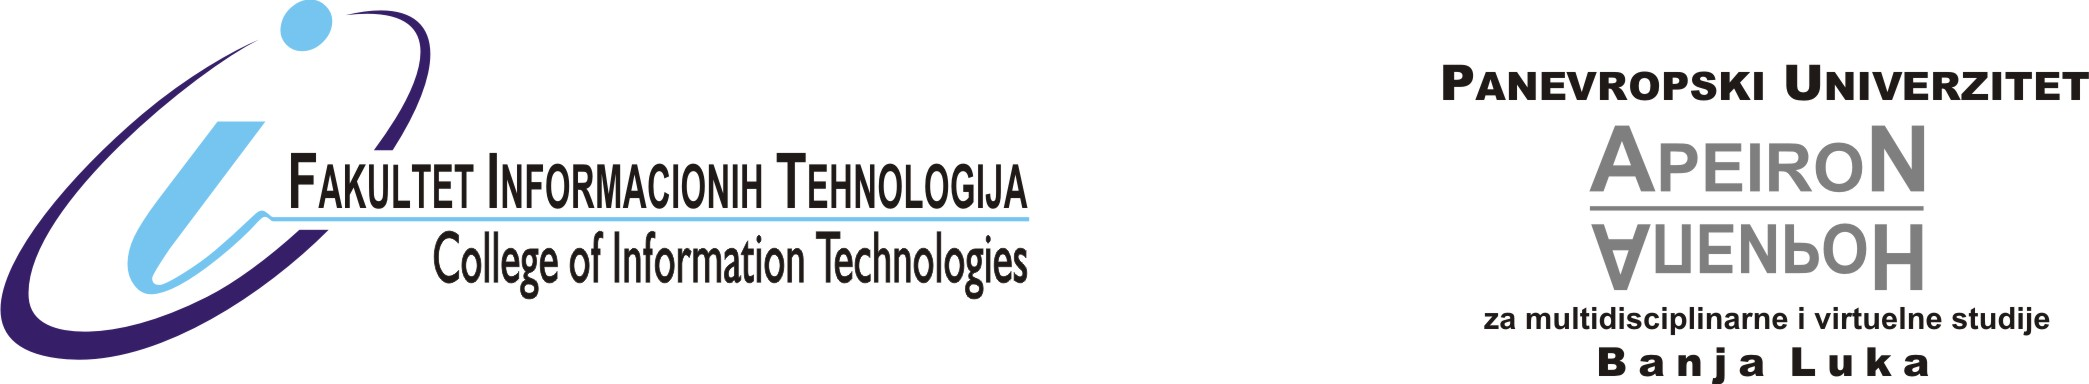 FAKULTET INFORMACIONIH TEHNOLOGIJA
College of Information Technologies
PANEVROPSKI UNIVERZITET
APEIRON
АПЕИРОН
za multidisciplinarne i virtuelne studije
Banja Luka